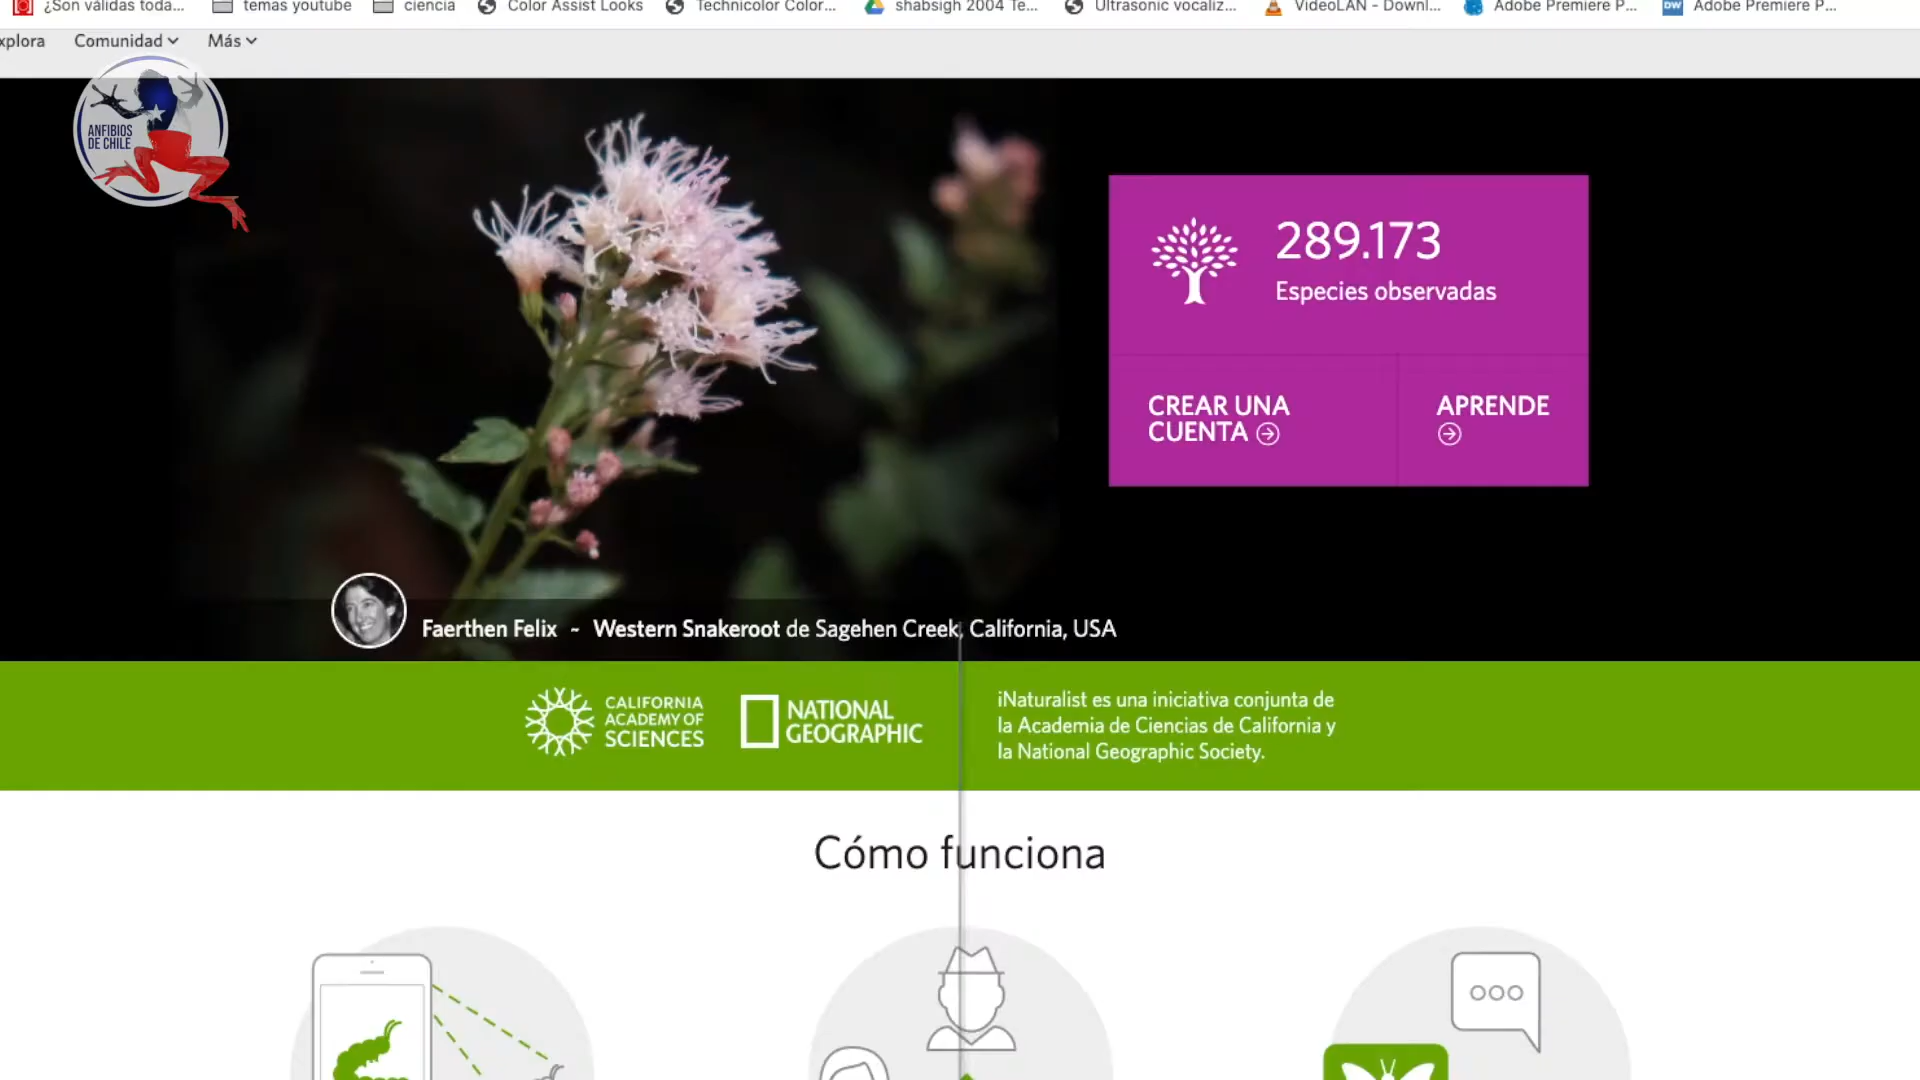 ¿Son válidas toda...
temas youtube
ciencia
Color Assist Looks
Technicolor Color...
shabsigh 2004 Te...
Ultrasonic vocaliz...
VideoLAN - Downl...
Adobe Premiere P...
DW
Adobe Premiere P...
xplora
Comunidad
Más
ANFIBIOS
DE CHILE
289.173
Especies observadas
CREAR UNA
CUENTA
APRENDE
Faerthen Felix ~ Western Snakeroot de Sagehen Creek, California, USA
CALIFORNIA
ACADEMY OF
SCIENCES
NATIONAL
GEOGRAPHIC
iNaturalist es una iniciativa conjunta de
la Academia de Ciencias de California y
la National Geographic Society.
Cómo funciona